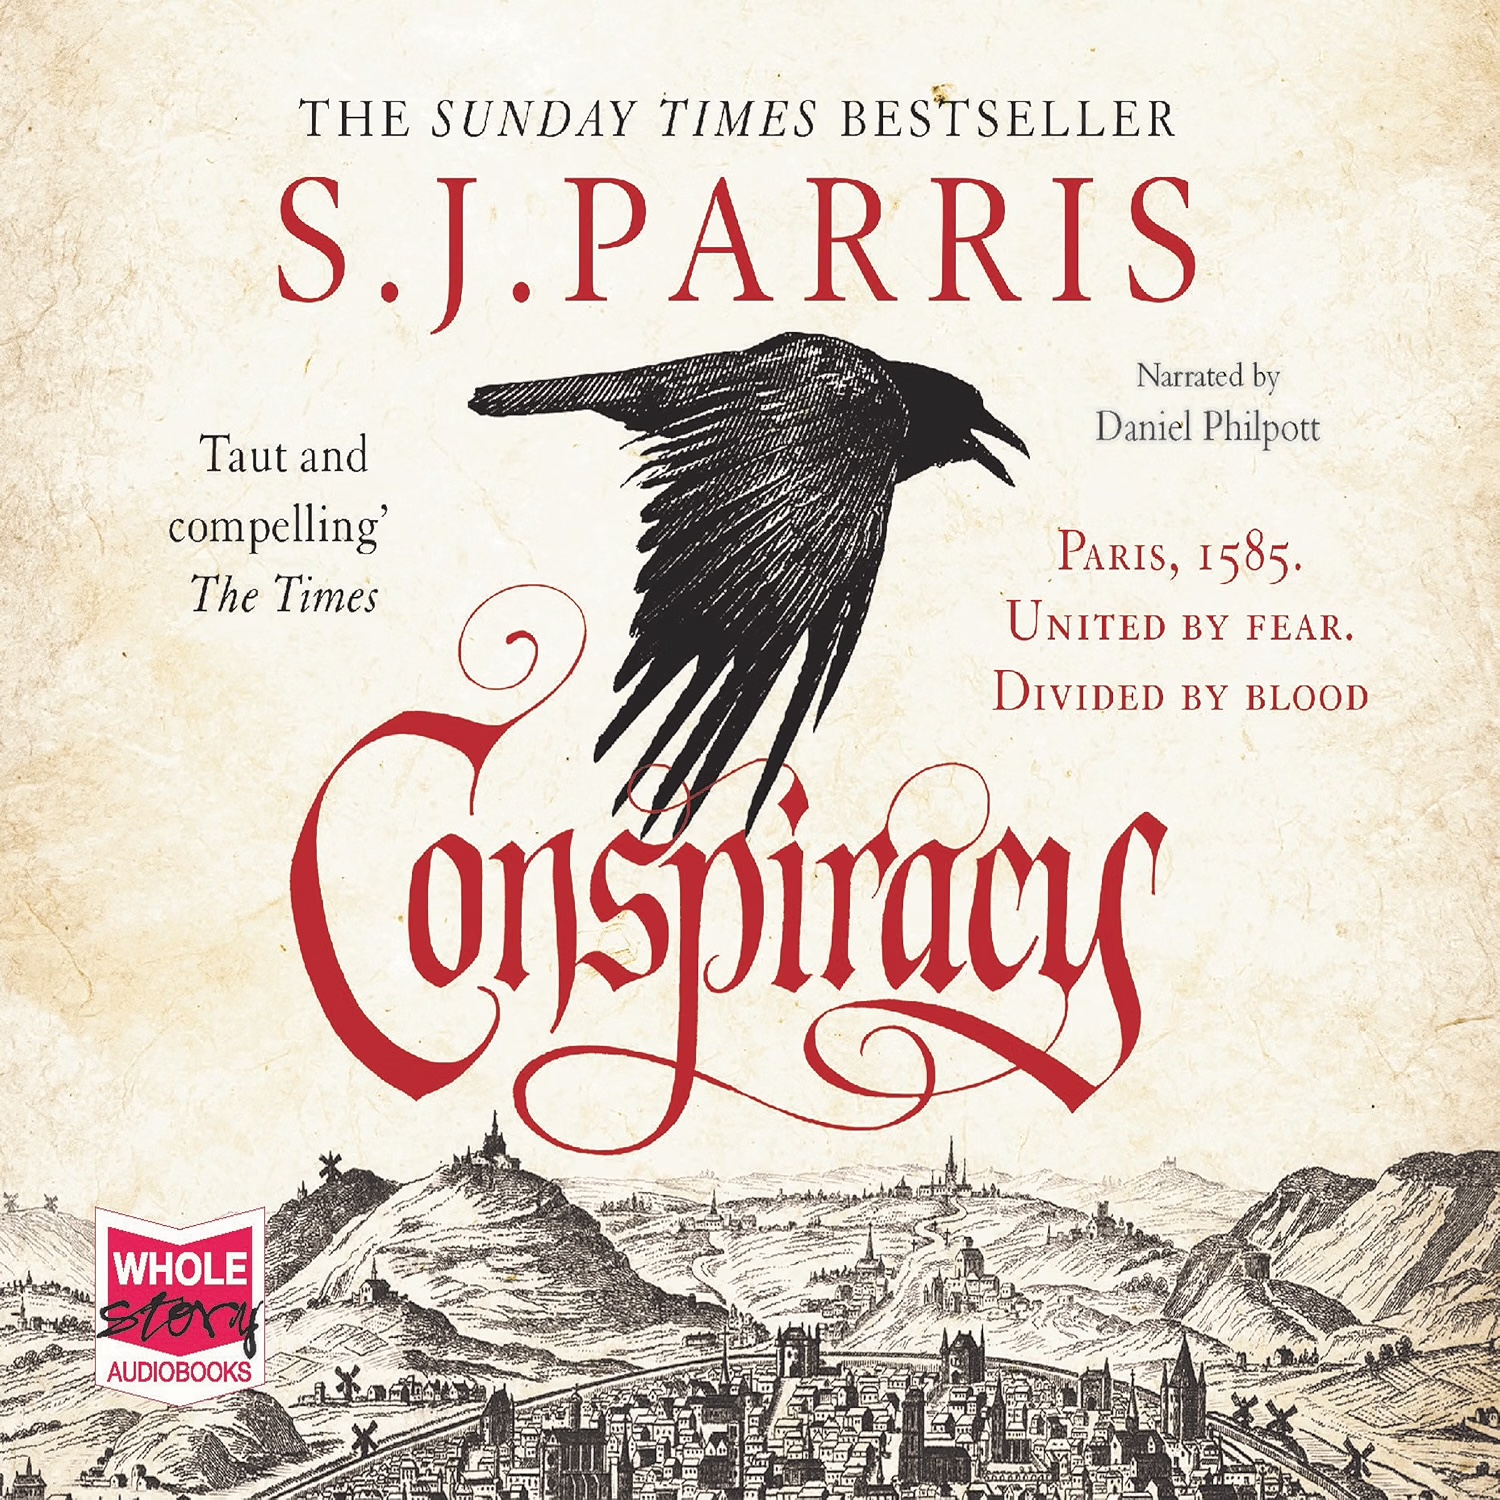 THE SUNDAY TIMES BESTSELLER
S.J.PARRIS
Narrated by
Daniel Philpott
Taut and
compelling’
The Times
PARIS, 1585.
UNITED BY FEAR.
DIVIDED BY BLOOD
Conspiracy
WHOLE
story
AUDIOBOOKS